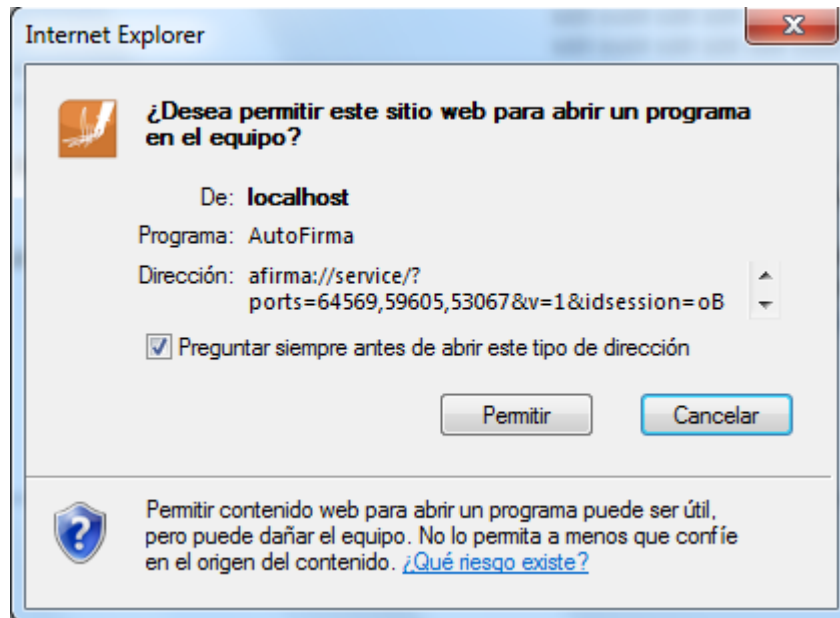 Internet Explorer
¿Desea permitir este sitio web para abrir un programa
en el equipo?
De: localhost
Programa: AutoFirma
Dirección: afirma://service/?
ports=64569,59605,53067&v=1&idsession=oB
Preguntar siempre antes de abrir este tipo de dirección
Permitir Cancelar
Permitir contenido web para abrir un programa puede ser útil,
pero puede dañar el equipo. No lo permita a menos que confíe
en el origen del contenido. ¿Qué riesgo existe?